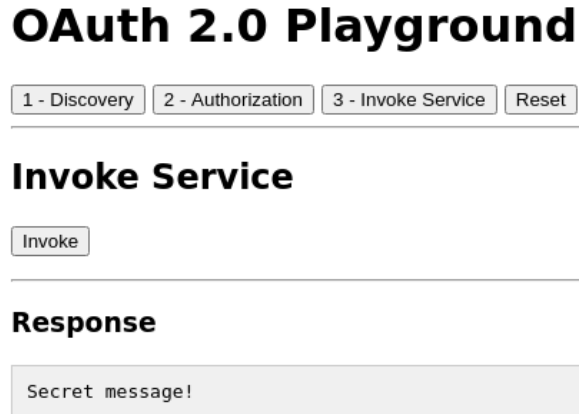 OAuth 2.0 Playground
1 - Discovery 2 - Authorization 3 - Invoke Service Reset
Invoke Service
Invoke
Response
Secret message!